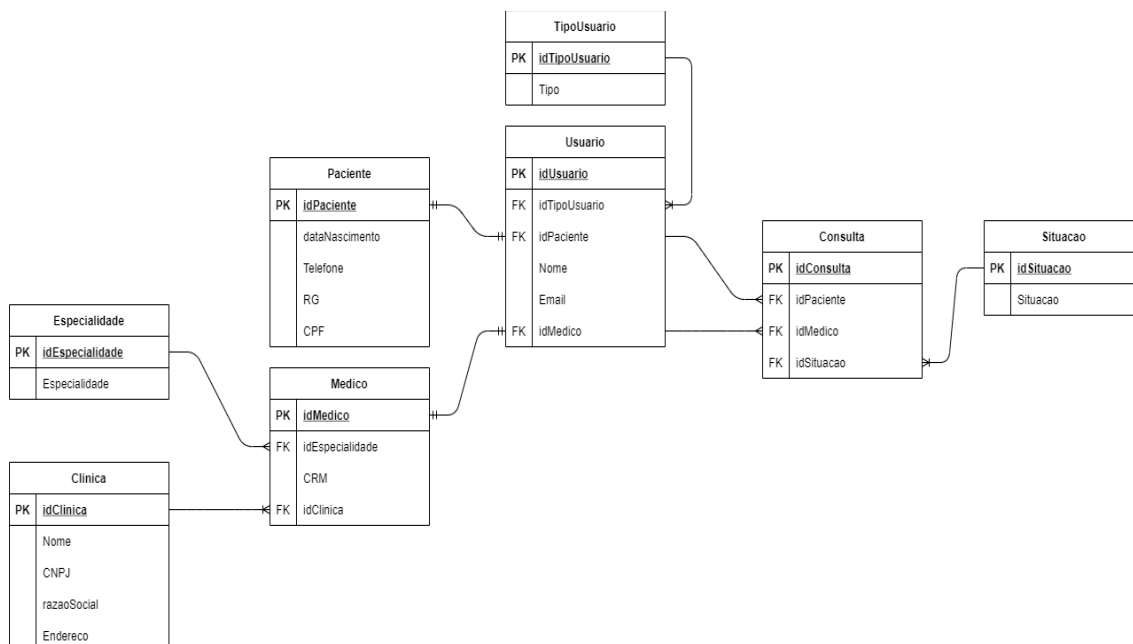 TipoUsuario
PK idTipoUsuario
Tipo
Usuario
PK idUsuario
FK idTipoUsuario
FK idPaciente
Nome
Email
FK idMedico
Paciente
PK idPaciente
dataNascimento
Telefone
RG
CPF
Consulta
PK idConsulta
FK idPaciente
FK idMedico
FK idSituacao
Situacao
PK idSituacao
Situacao
Especialidade
PK idEspecialidade
Especialidade
Medico
PK idMedico
FK idEspecialidade
CRM
FK idClinica
Clinica
PK idClinica
Nome
CNPJ
razaoSocial
Endereco